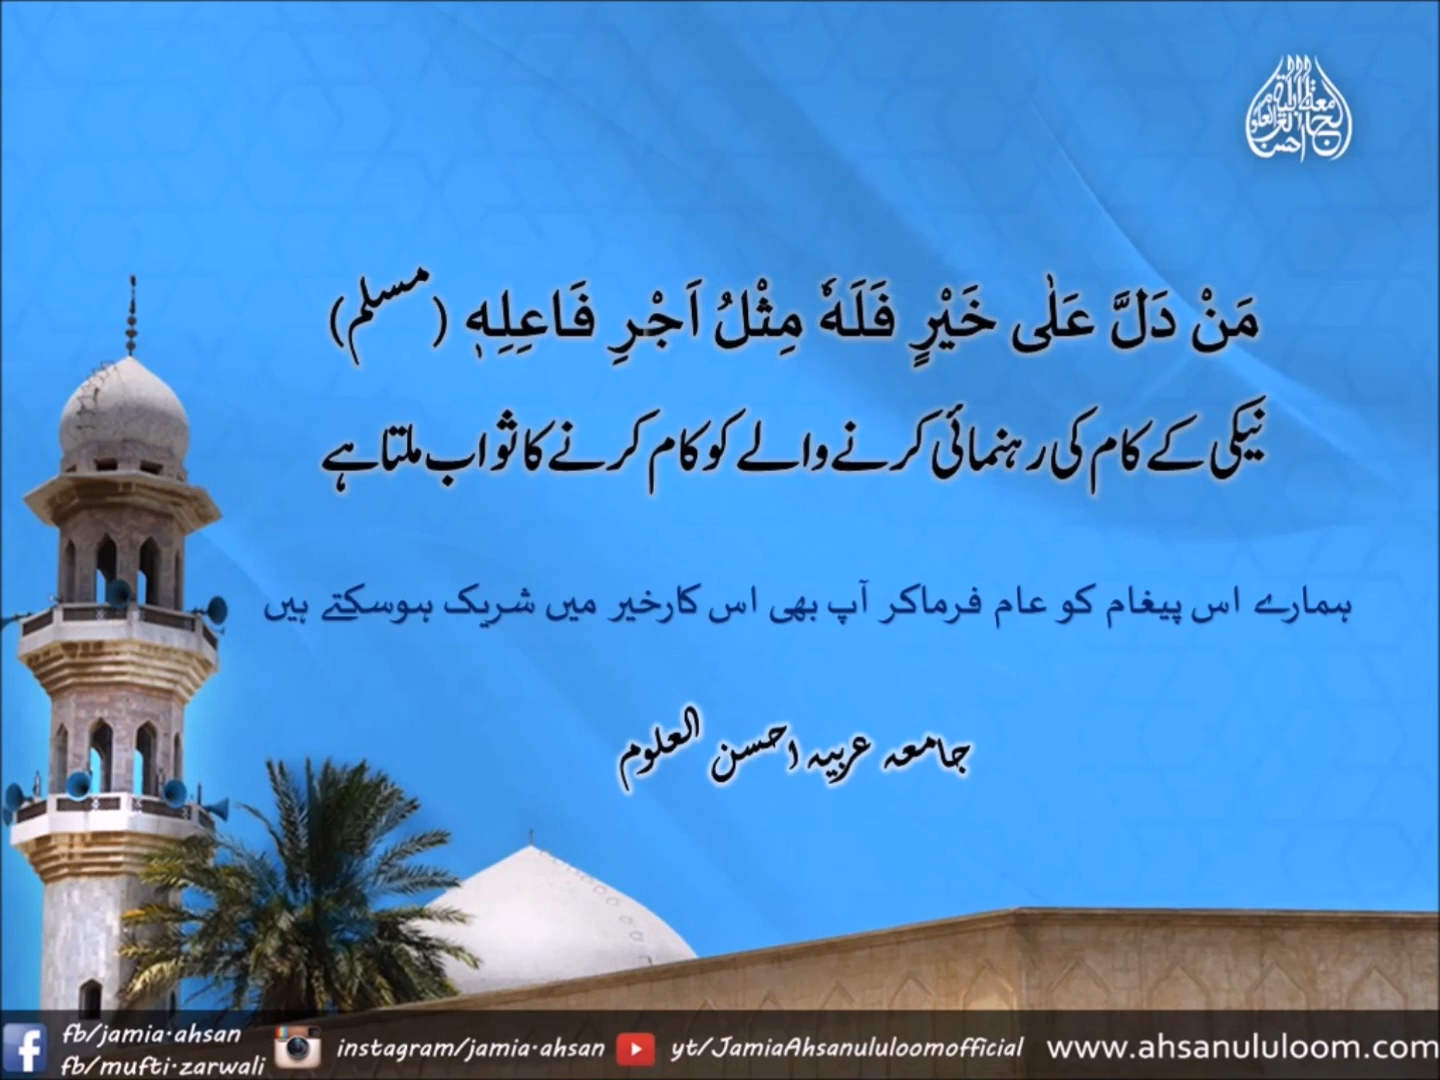 مَنْ دَلَّ عَلٰی خَيْرٍ فَلَهٗ مِثْلُ اَجْرِ فَاعِلِهٖ (مسلم)
نیکی کے کام کی رہنمائی کرنے والے کو کام کرنے کا ثواب ملتا ہے
ہمارے اس پیغام کو عام فرماکر آپ بھی اس کارخیر میں شریک ہوسکتے ہیں
جامعہ عربیہ احسن العلوم
fb/jamia.ahsan
fb/mufti.zarwali
instagram/jamia.ahsan
yt/JamiaAhsanululoomofficial
www.ahsanululoom.com